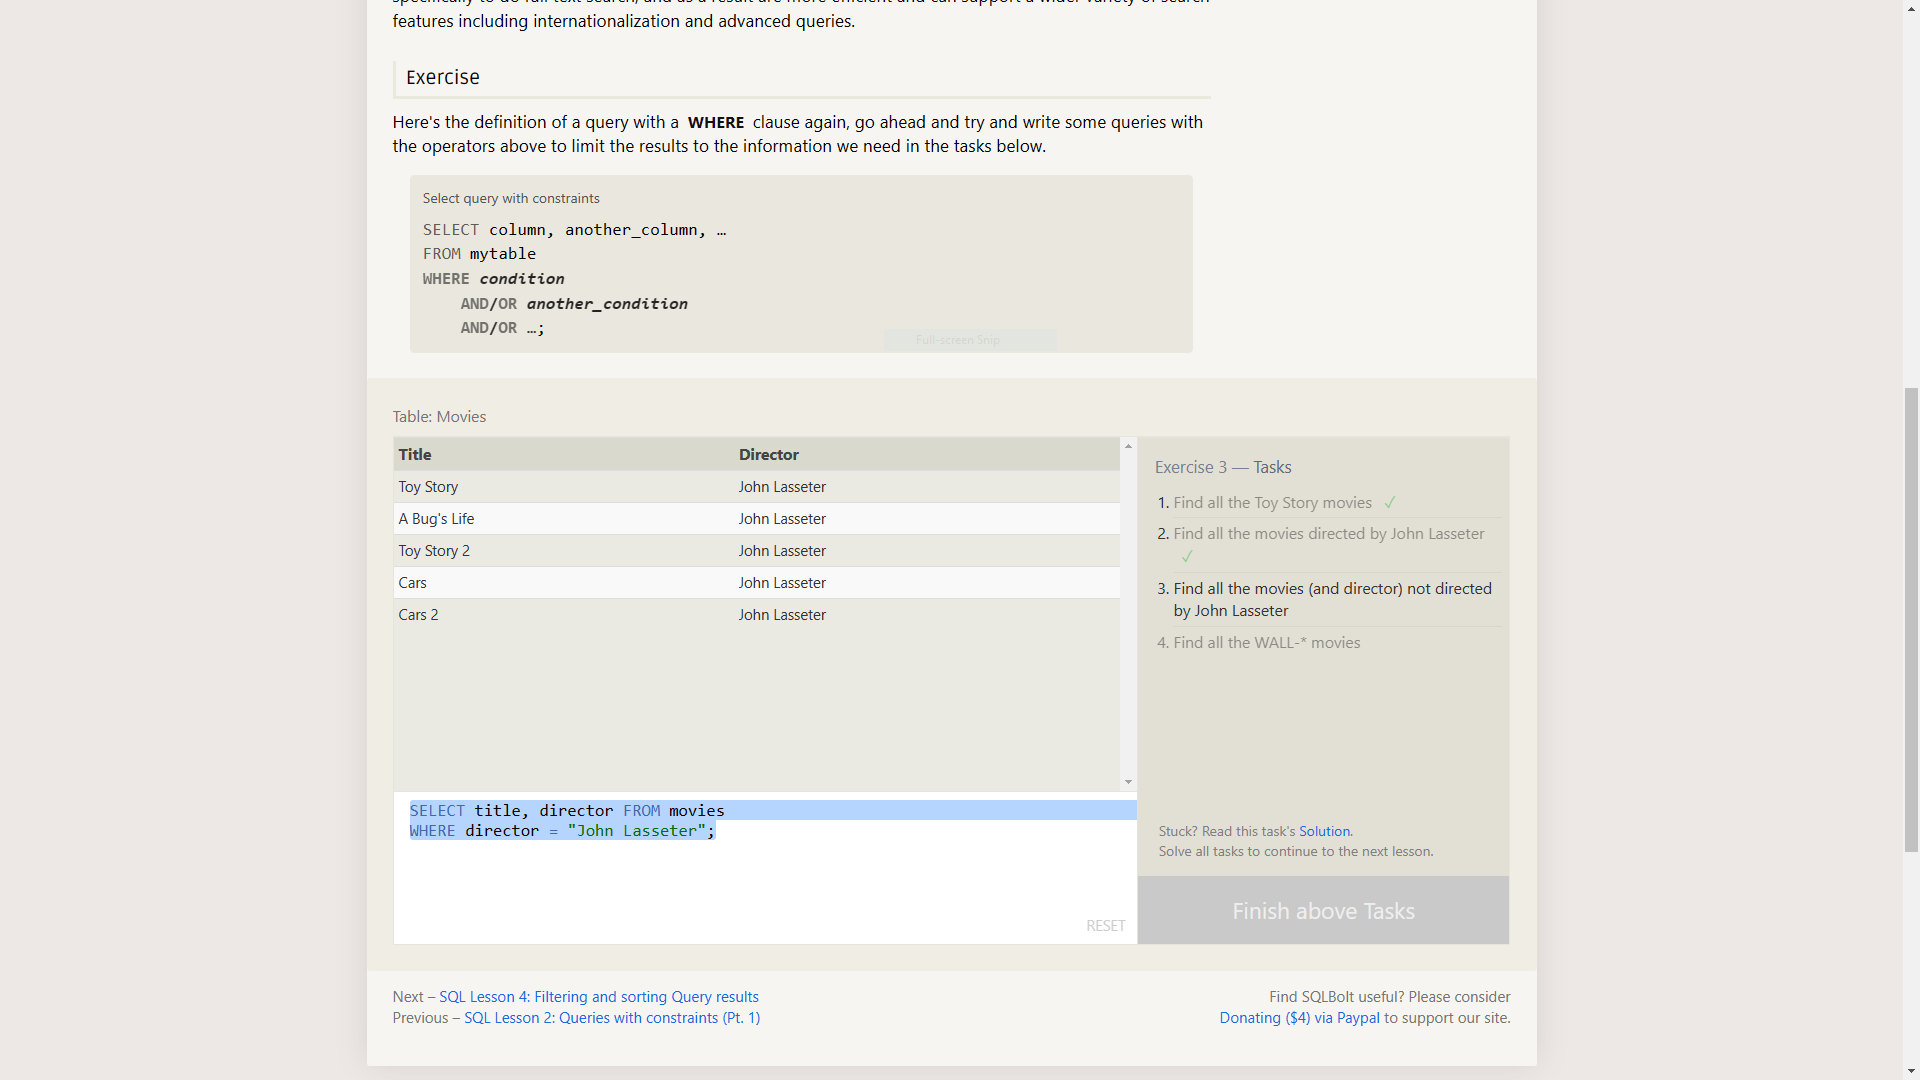 features including internationalization and advanced queries.
Exercise
Here's the definition of a query with a WHERE clause again, go ahead and try and write some queries with
the operators above to limit the results to the information we need in the tasks below.
Select query with constraints
SELECT column, another_column, …
FROM mytable
WHERE condition
AND/OR another_condition
AND/OR …;
Full-screen Snip
Table: Movies
Title Director
Toy Story John Lasseter
A Bug's Life John Lasseter
Toy Story 2 John Lasseter
Cars John Lasseter
Cars 2 John Lasseter
SELECT title, director FROM movies
WHERE director = "John Lasseter";
RESET
Exercise 3 — Tasks
1. Find all the Toy Story movies ✓
2. Find all the movies directed by John Lasseter
✓
3. Find all the movies (and director) not directed
by John Lasseter
4. Find all the WALL-* movies
Stuck? Read this task's Solution.
Solve all tasks to continue to the next lesson.
Finish above Tasks
Next – SQL Lesson 4: Filtering and sorting Query results
Previous – SQL Lesson 2: Queries with constraints (Pt. 1)
Find SQLBolt useful? Please consider
Donating ($4) via Paypal to support our site.